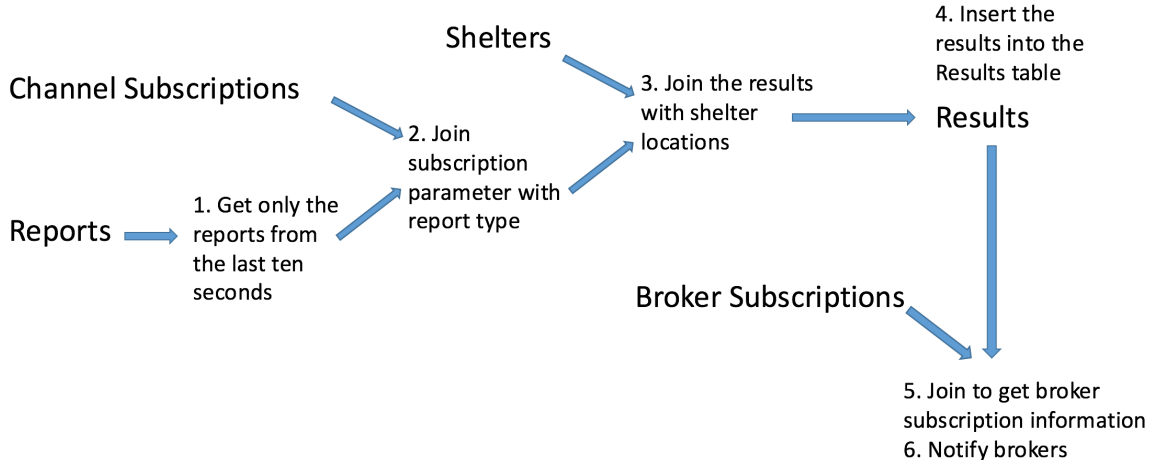 Channel Subscriptions
Reports
1. Get only the
reports from
the last ten
seconds
2. Join
subscription
parameter with
report type
Shelters
3. Join the results
with shelter
locations
4. Insert the
results into the
Results table
Results
Broker Subscriptions
5. Join to get broker
subscription information
6. Notify brokers